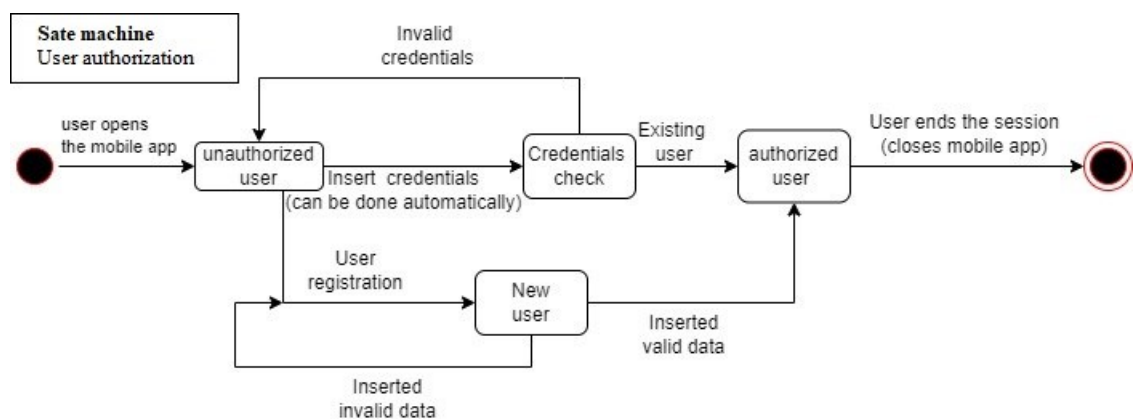 Sate machine
User authorization
Invalid
credentials
user opens
the mobile app
unauthorized
user
Insert credentials
(can be done automatically)
Credentials
check
Existing
user
authorized
user
User ends the session
(closes mobile app)
User
registration
New
user
Inserted
valid data
Inserted
invalid data